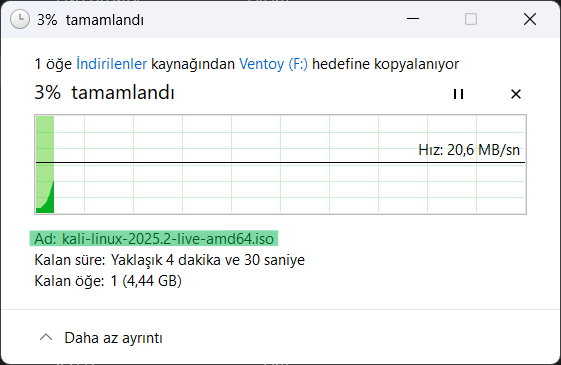 3% tamamlandı
1 öğe İndirilenler kaynağından Ventoy (F:) hedefine kopyalanıyor
3% tamamlandı
Hız: 20,6 MB/sn
Ad: kali-linux-2025.2-live-amd64.iso
Kalan süre: Yaklaşık 4 dakika ve 30 saniye
Kalan öğe: 1 (4,44 GB)
Daha az ayrıntı